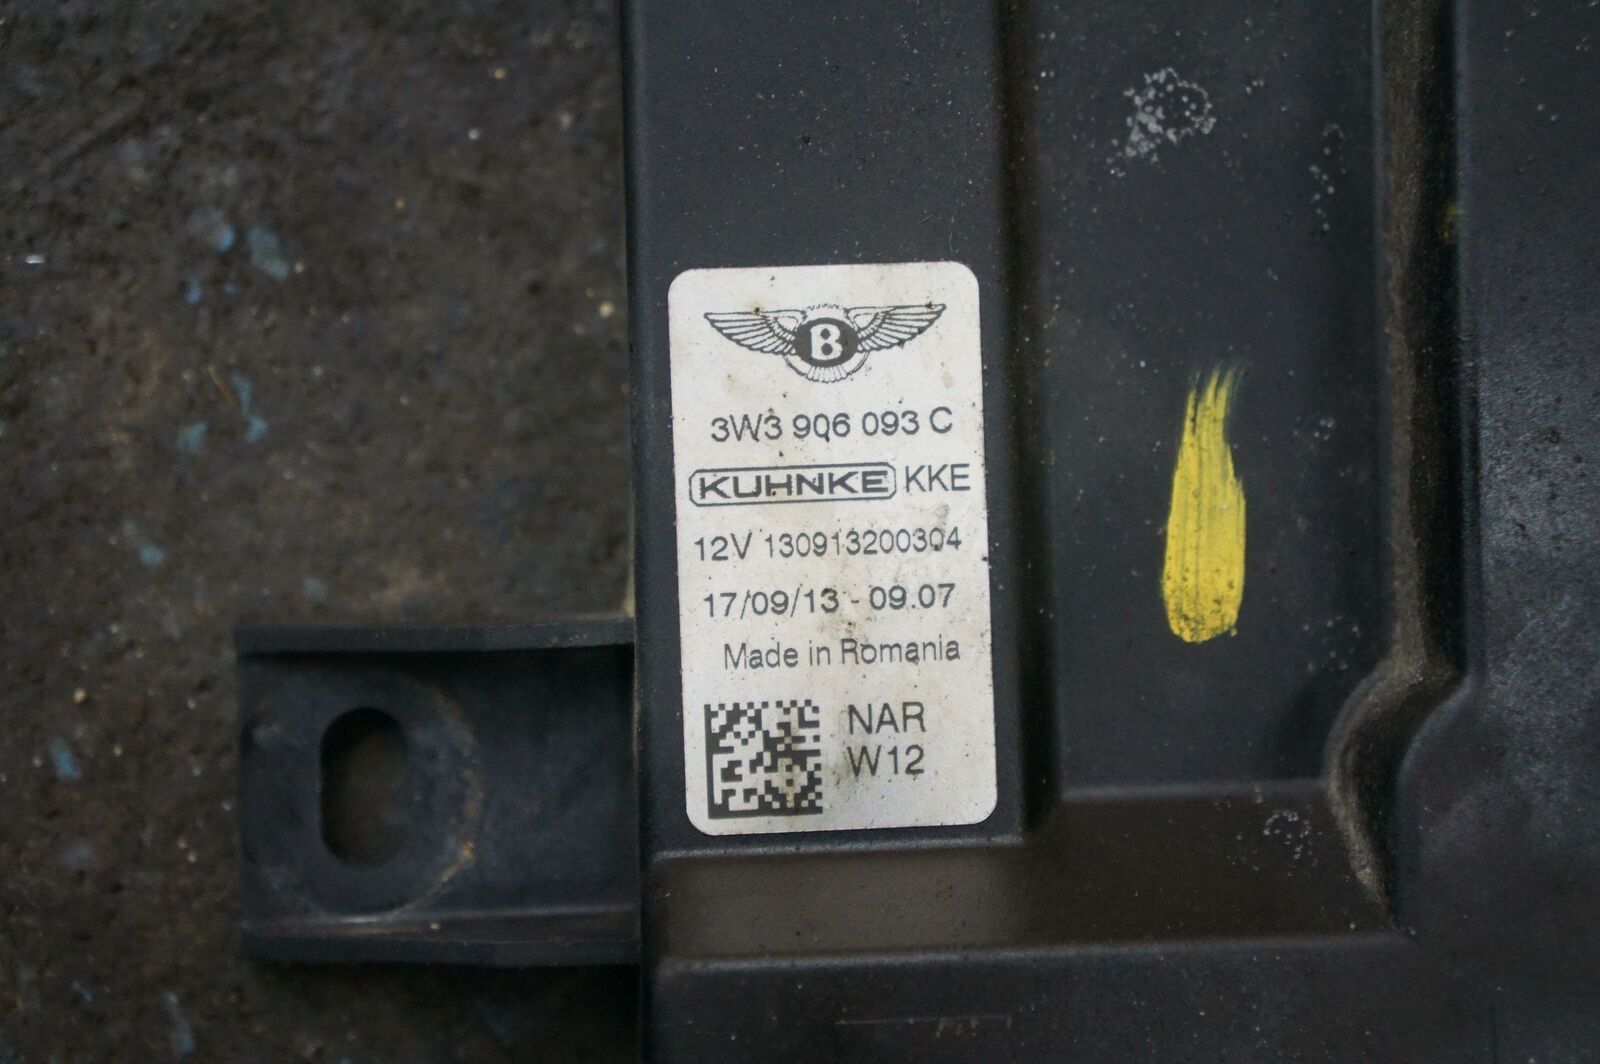 B
3W3 906 093 C
KUHNKE KKE
12V 130913200304
17/09/13 - 09.07
Made in Romania
NAR
W12